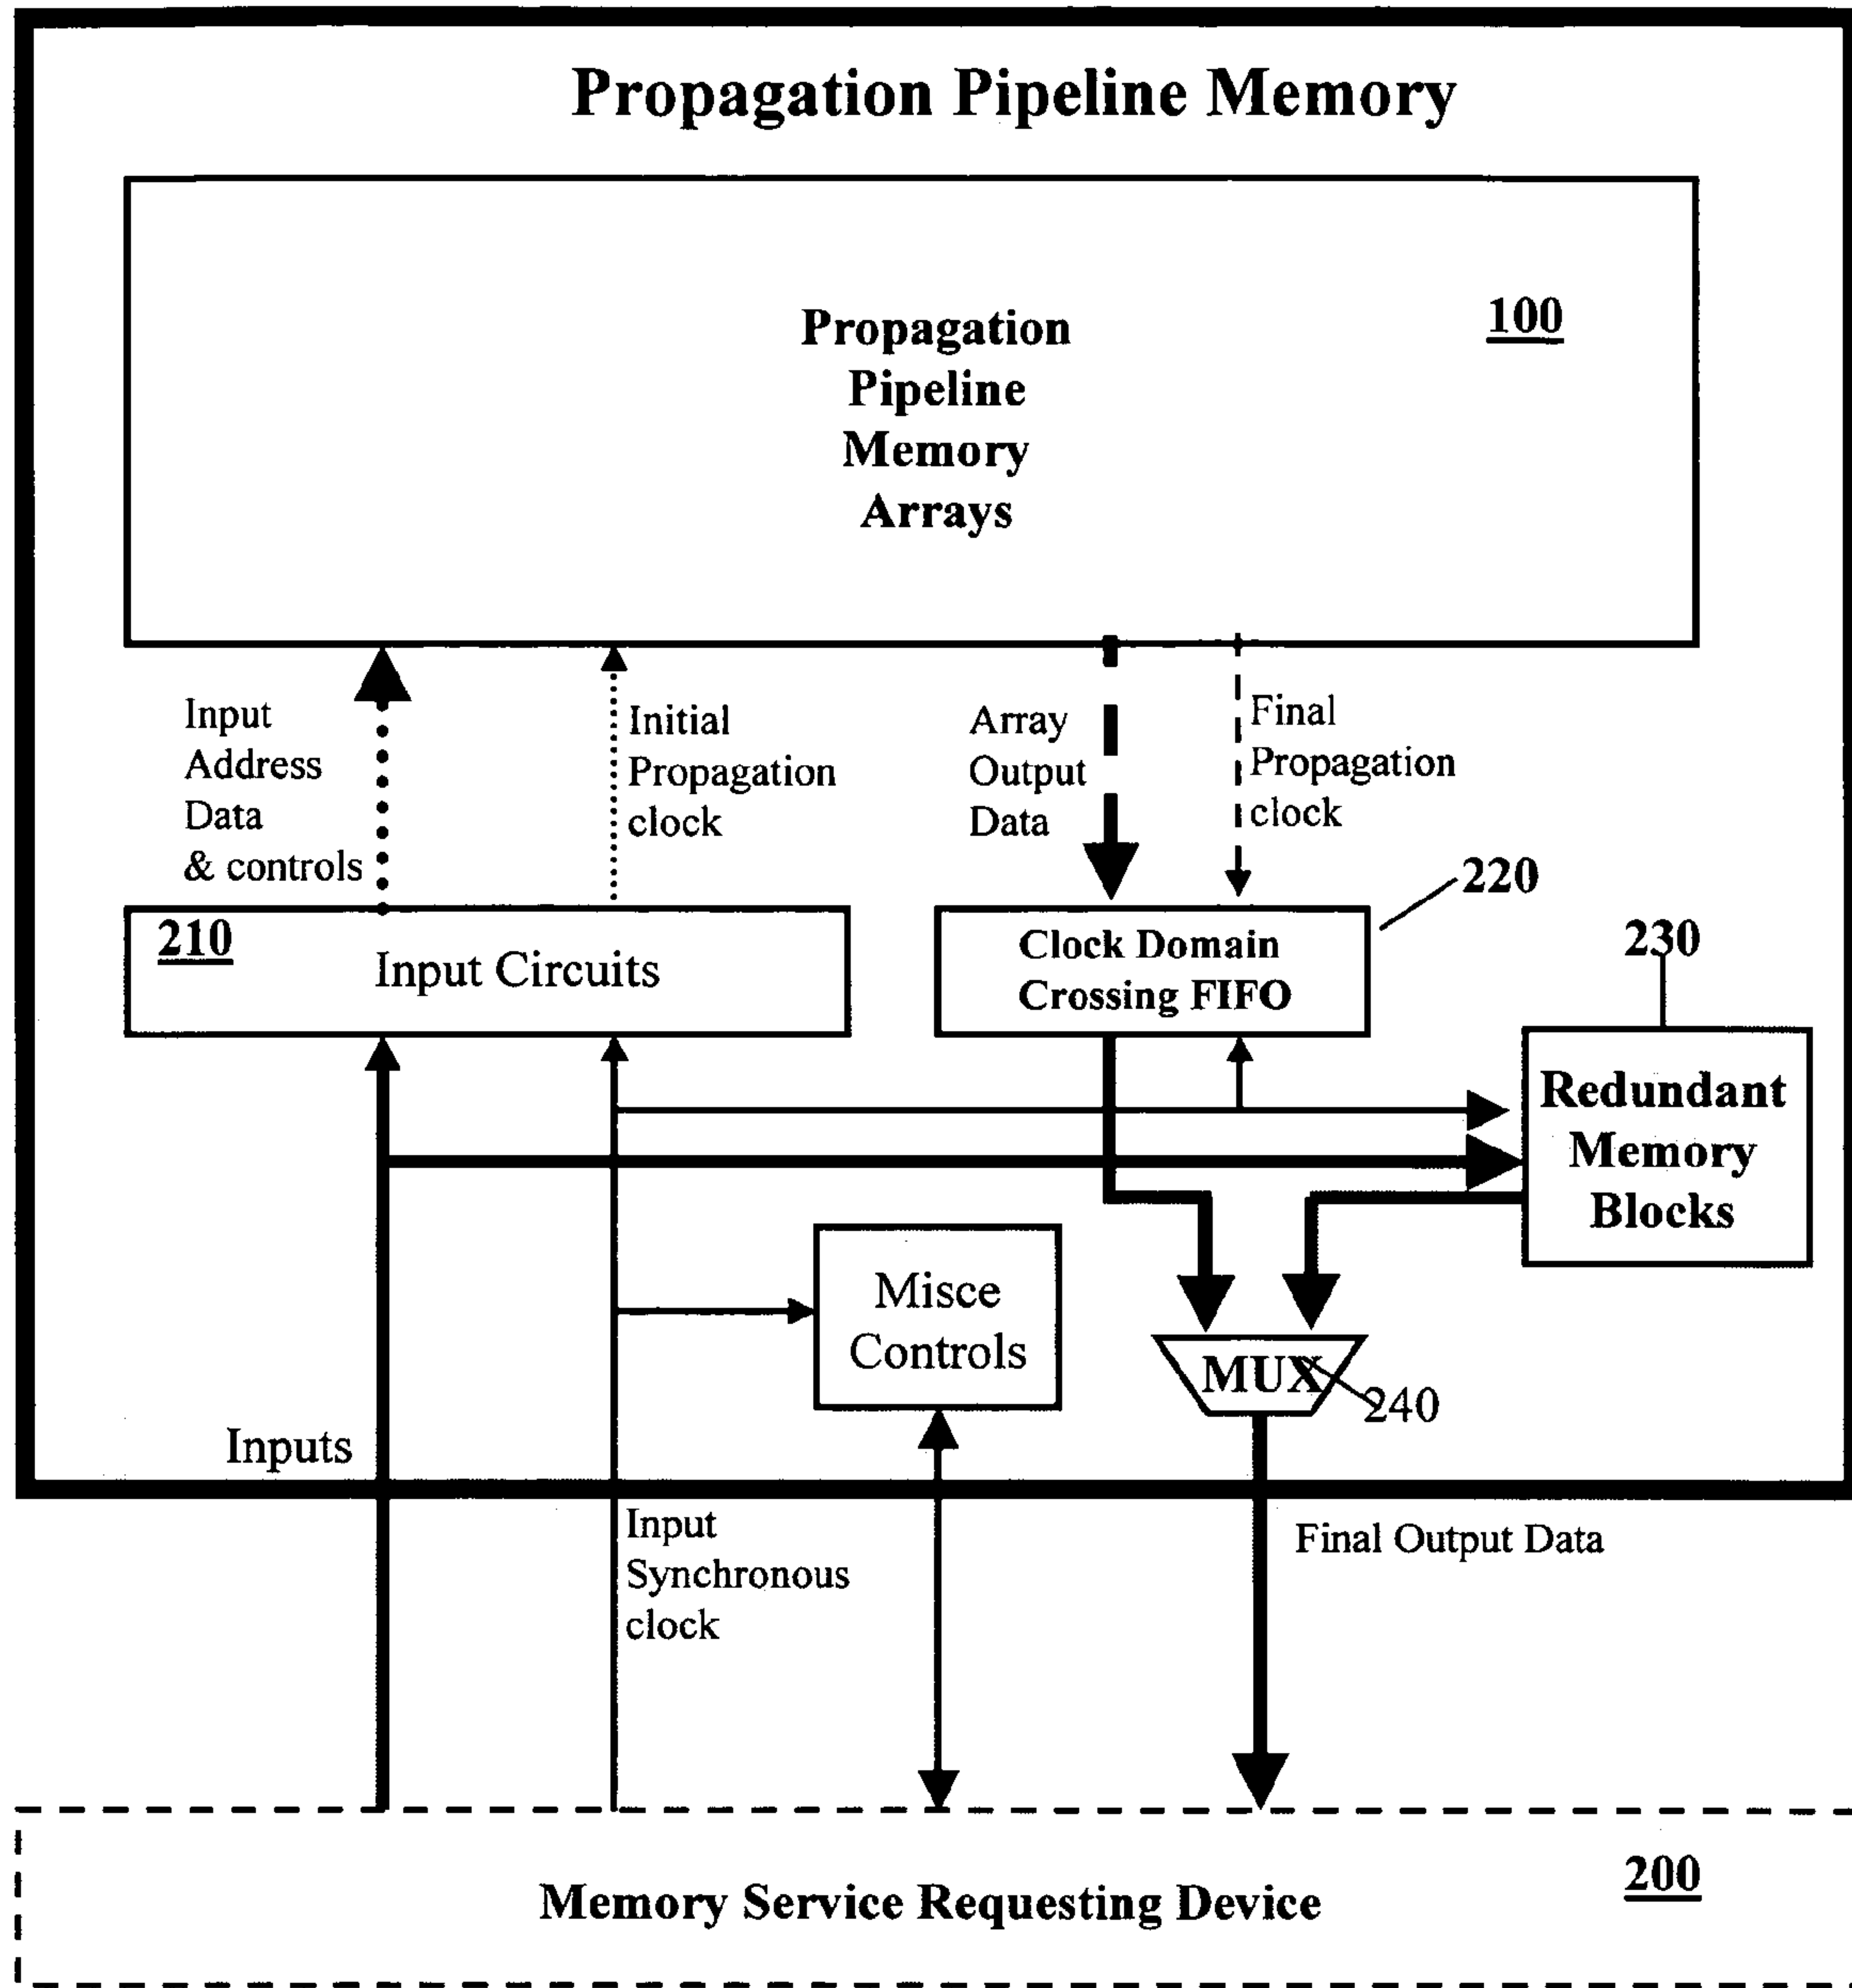 Propagation Pipeline Memory
Propagation
Pipeline
Memory
Arrays
100
Input
Address
Data
& controls
Initial
Propagation
clock
Array
Output
Data
Final
Propagation
clock
210
Input Circuits
Clock Domain
Crossing FIFO
220
230
Redundant
Memory
Blocks
Misce
Controls
MUX
240
Inputs
Input
Synchronous
clock
Final Output Data
Memory Service Requesting Device
200